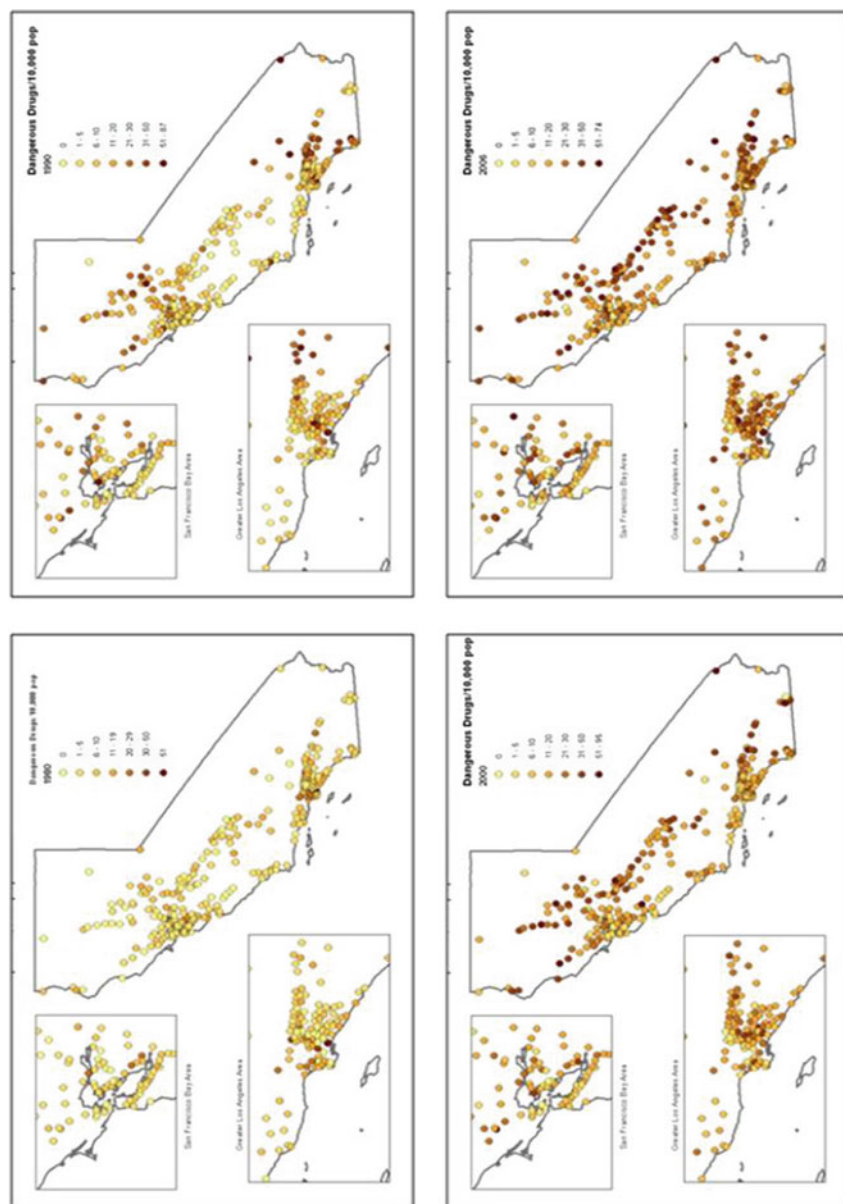 Dangerous Drugs 10,000 pop
1980
0
1 - 5
6 - 10
11 - 19
20 - 29
30 - 50
51
San Francisco Bay Area
Greater Los Angeles Area
Dangerous Drugs/10,000 pop
1990
0
1 - 5
6 - 10
11 - 20
21 - 30
31 - 50
51 - 87
San Francisco Bay Area
Greater Los Angeles Area
Dangerous Drugs/10,000 pop
2000
0
1 - 5
6 - 10
11 - 20
21 - 30
31 - 50
51 - 95
San Francisco Bay Area
Greater Los Angeles Area
Dangerous Drugs/10,000 pop
2006
0
1 - 5
6 - 10
11 - 20
21 - 30
31 - 50
51 - 74
San Francisco Bay Area
Greater Los Angeles Area